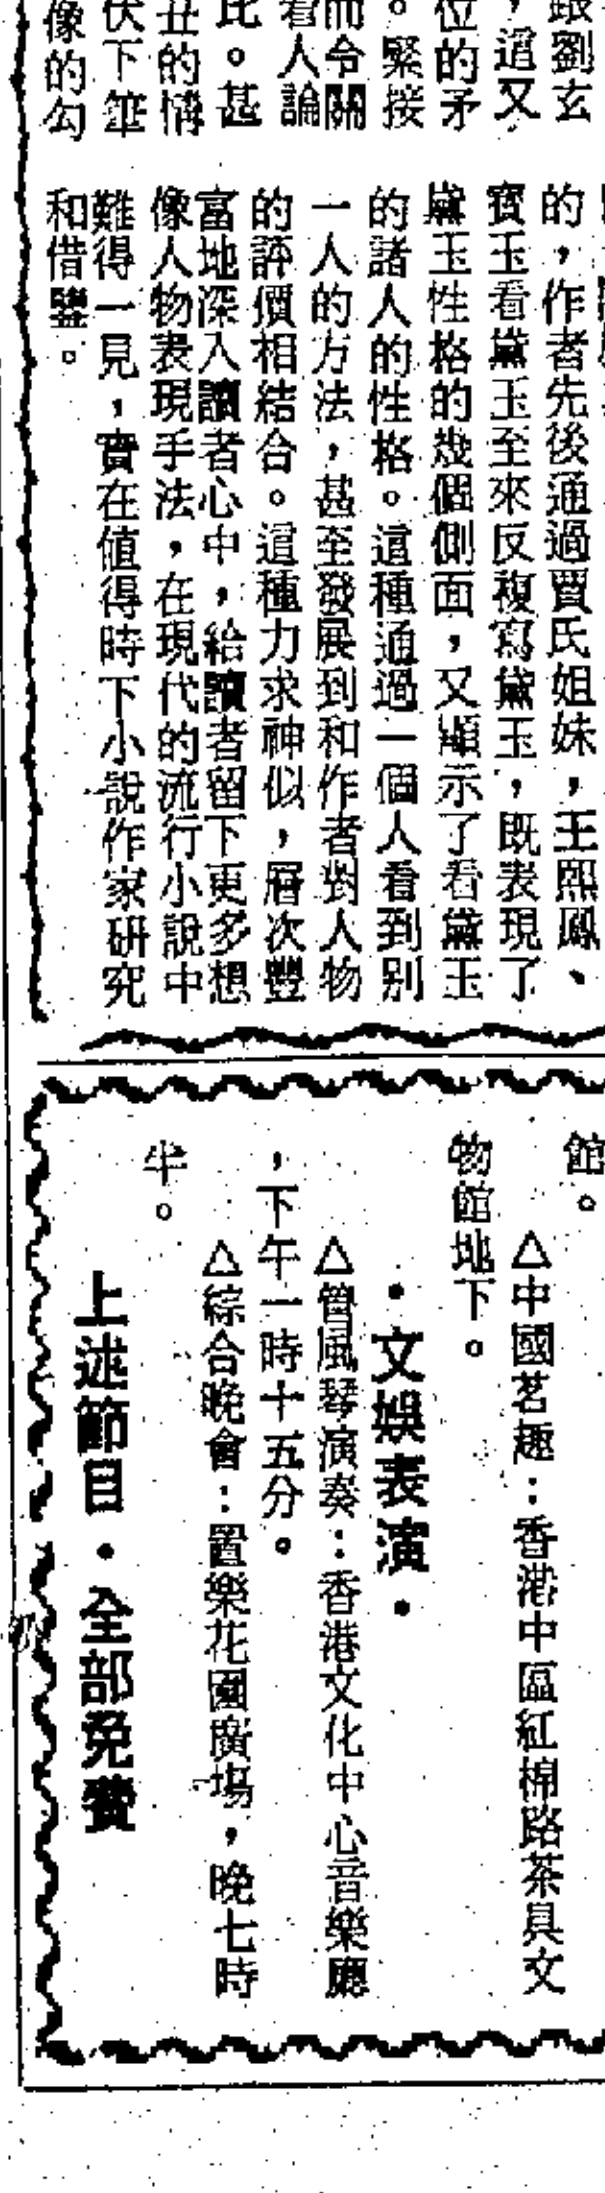 跟劉玄
，這又
位的矛
。緊接
而令關
看人論
比。甚
丑的情
伏下筆
像的勾
的，作者先後通過賈氏姐妹，王熙鳳、
寶玉看黛玉至來反複寫黛玉，既表現了
黛玉性格的幾個側面，又顯示了看黛玉
的諸人的性格。這種通過一個人看到别
一人的方法，甚至發展到和作者對人物
的評價相結合。這種力求神似，層次豐
富地深入讀者心中，給讀者留下更多想
像人物表現手法，在現代的流行小說中
難得一見，實在值得時下小說作家研究
和借鑒。
館。
△中國茗趣：香港中區紅棉路茶具文
物館地下。
・文娛表演・
△管風琴演奏：香港文化中心音樂廳
，下午一時十五分。
△綜合晚會：置樂花園廣場，晚七時
半。
上述節目・全部免費